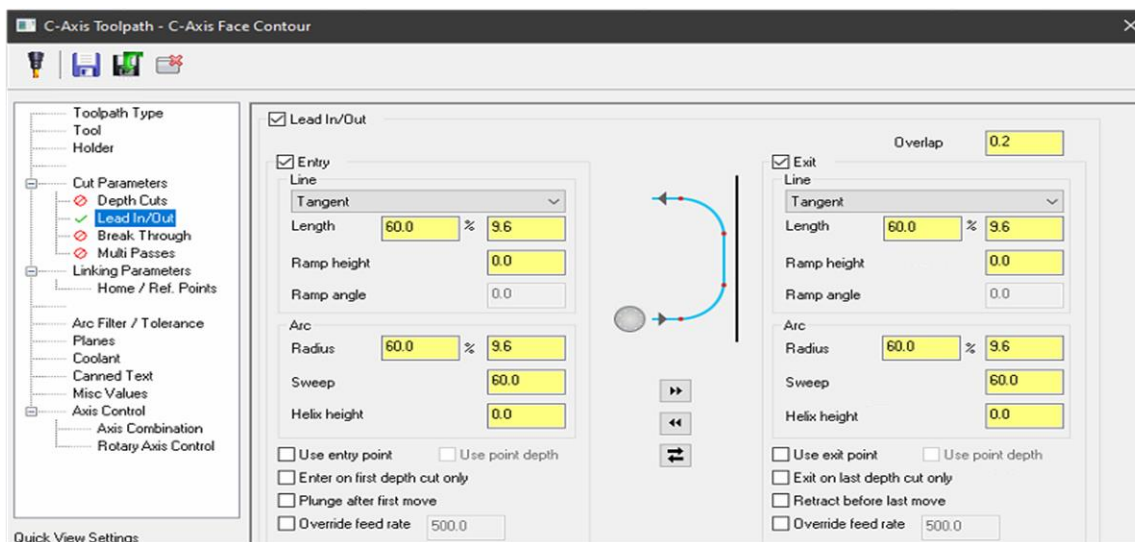 C-Axis Toolpath - C-Axis Face Contour
Toolpath Type
Tool
Holder
Cut Parameters
Depth Cuts
Lead In/Out
Break Through
Multi Passes
Linking Parameters
Home / Ref. Points
Arc Filter / Tolerance
Planes
Coolant
Canned Text
Misc Values
Axis Control
Axis Combination
Rotary Axis Control
Quick View Settings
Lead In/Out
Overlap 0.2
Entry
Line
Tangent
Length 60.0 % 9.6
Ramp height 0.0
Ramp angle 0.0
Arc
Radius 60.0 % 9.6
Sweep 60.0
Helix height 0.0
Use entry point Use point depth
Enter on first depth cut only
Plunge after first move
Override feed rate 500.0
Exit
Line
Tangent
Length 60.0 % 9.6
Ramp height 0.0
Ramp angle 0.0
Arc
Radius 60.0 % 9.6
Sweep 60.0
Helix height 0.0
Use exit point Use point depth
Exit on last depth cut only
Retract before last move
Override feed rate 500.0